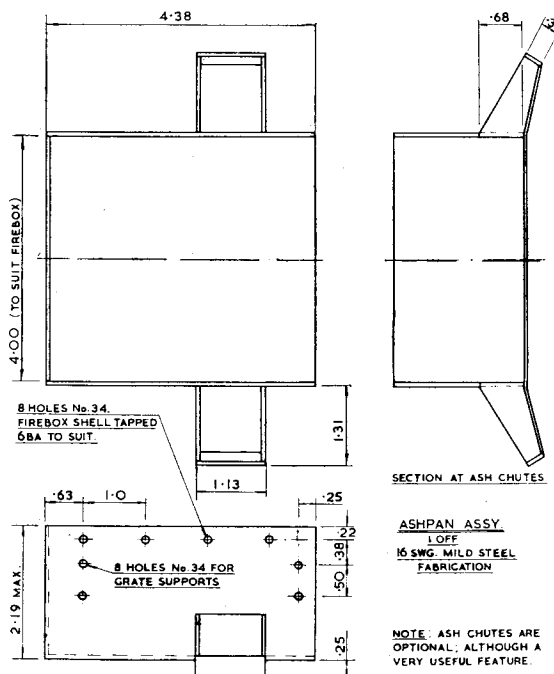 4·38
·68
4·00 (TO SUIT FIREBOX)
8 HOLES No.34.
FIREBOX SHELL TAPPED
6BA TO SUIT.
1·31
1·13
SECTION AT ASH CHUTES
·63
1·0
·25
·22
·38
·50
·25
8 HOLES No.34 FOR
GRATE SUPPORTS
2·19 MAX
ASHPAN ASSY.
1 OFF
16 SWG. MILD STEEL
FABRICATION
NOTE: ASH CHUTES ARE
OPTIONAL; ALTHOUGH A
VERY USEFUL FEATURE.